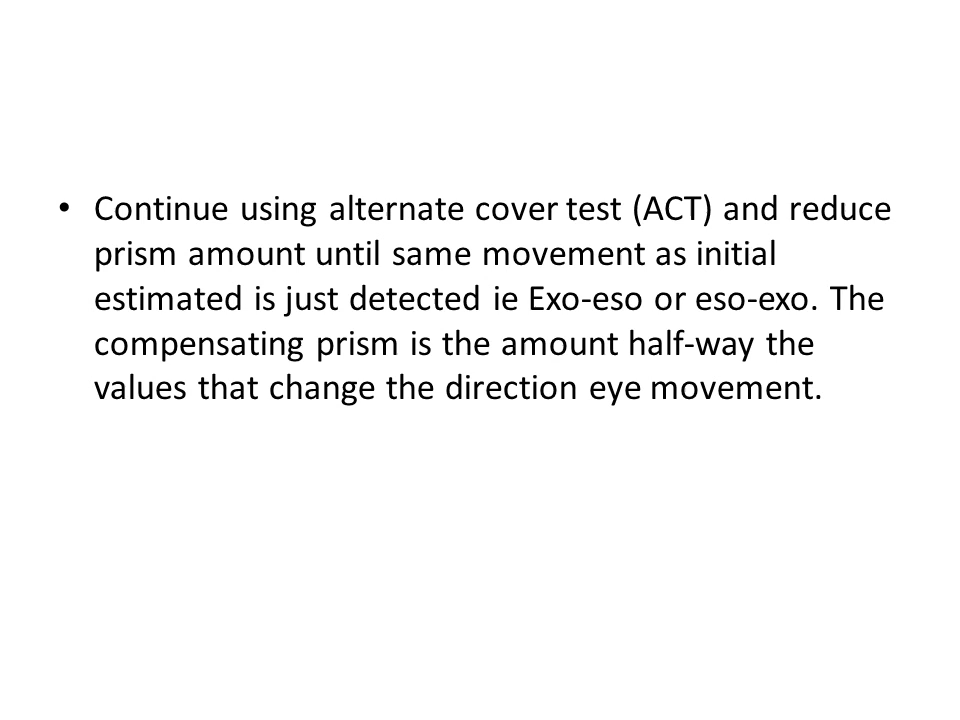 • Continue using alternate cover test (ACT) and reduce
prism amount until same movement as initial
estimated is just detected ie Exo-eso or eso-exo. The
compensating prism is the amount half-way the
values that change the direction eye movement.